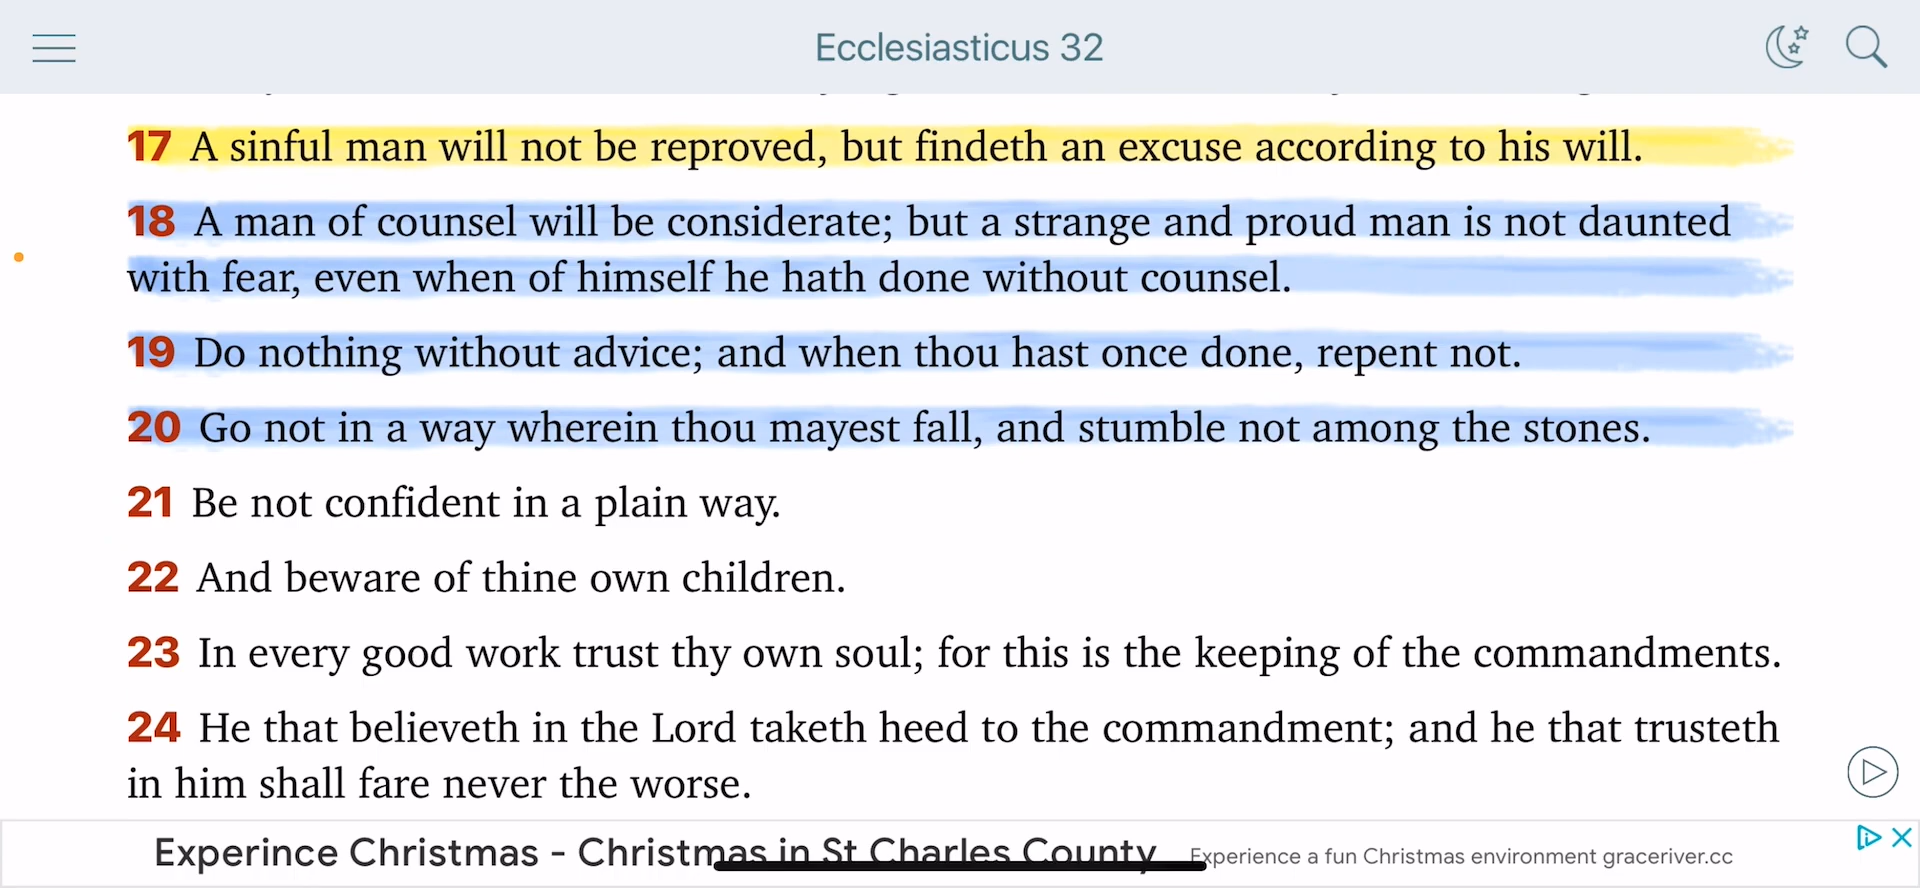 Ecclesiasticus 32
17 A sinful man will not be reproved, but findeth an excuse according to his will.
18 A man of counsel will be considerate; but a strange and proud man is not daunted
with fear, even when of himself he hath done without counsel.
19 Do nothing without advice; and when thou hast once done, repent not.
20 Go not in a way wherein thou mayest fall, and stumble not among the stones.
21 Be not confident in a plain way.
22 And beware of thine own children.
23 In every good work trust thy own soul; for this is the keeping of the commandments.
24 He that believeth in the Lord taketh heed to the commandment; and he that trusteth
in him shall fare never the worse.
Experince Christmas - Christmas in St Charles County Experience a fun Christmas environment graceriver.cc